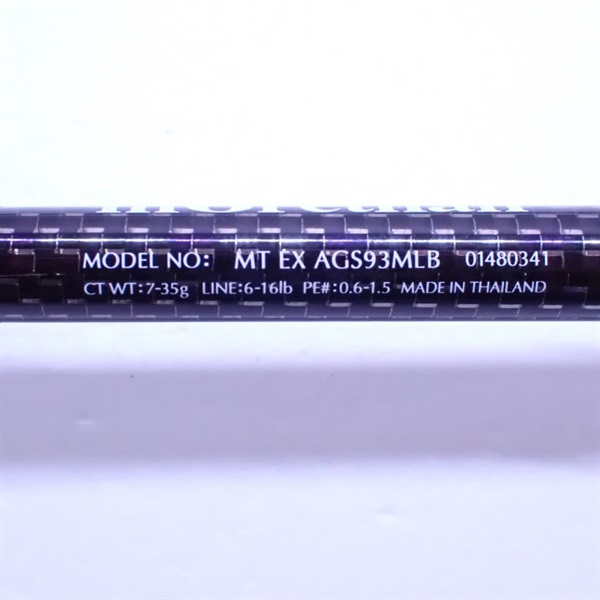 morethan
MODEL NO: MT EX AGS93MLB 01480341
CT WT:7-35g LINE:6-16lb PE#:0.6-1.5 MADE IN THAILAND